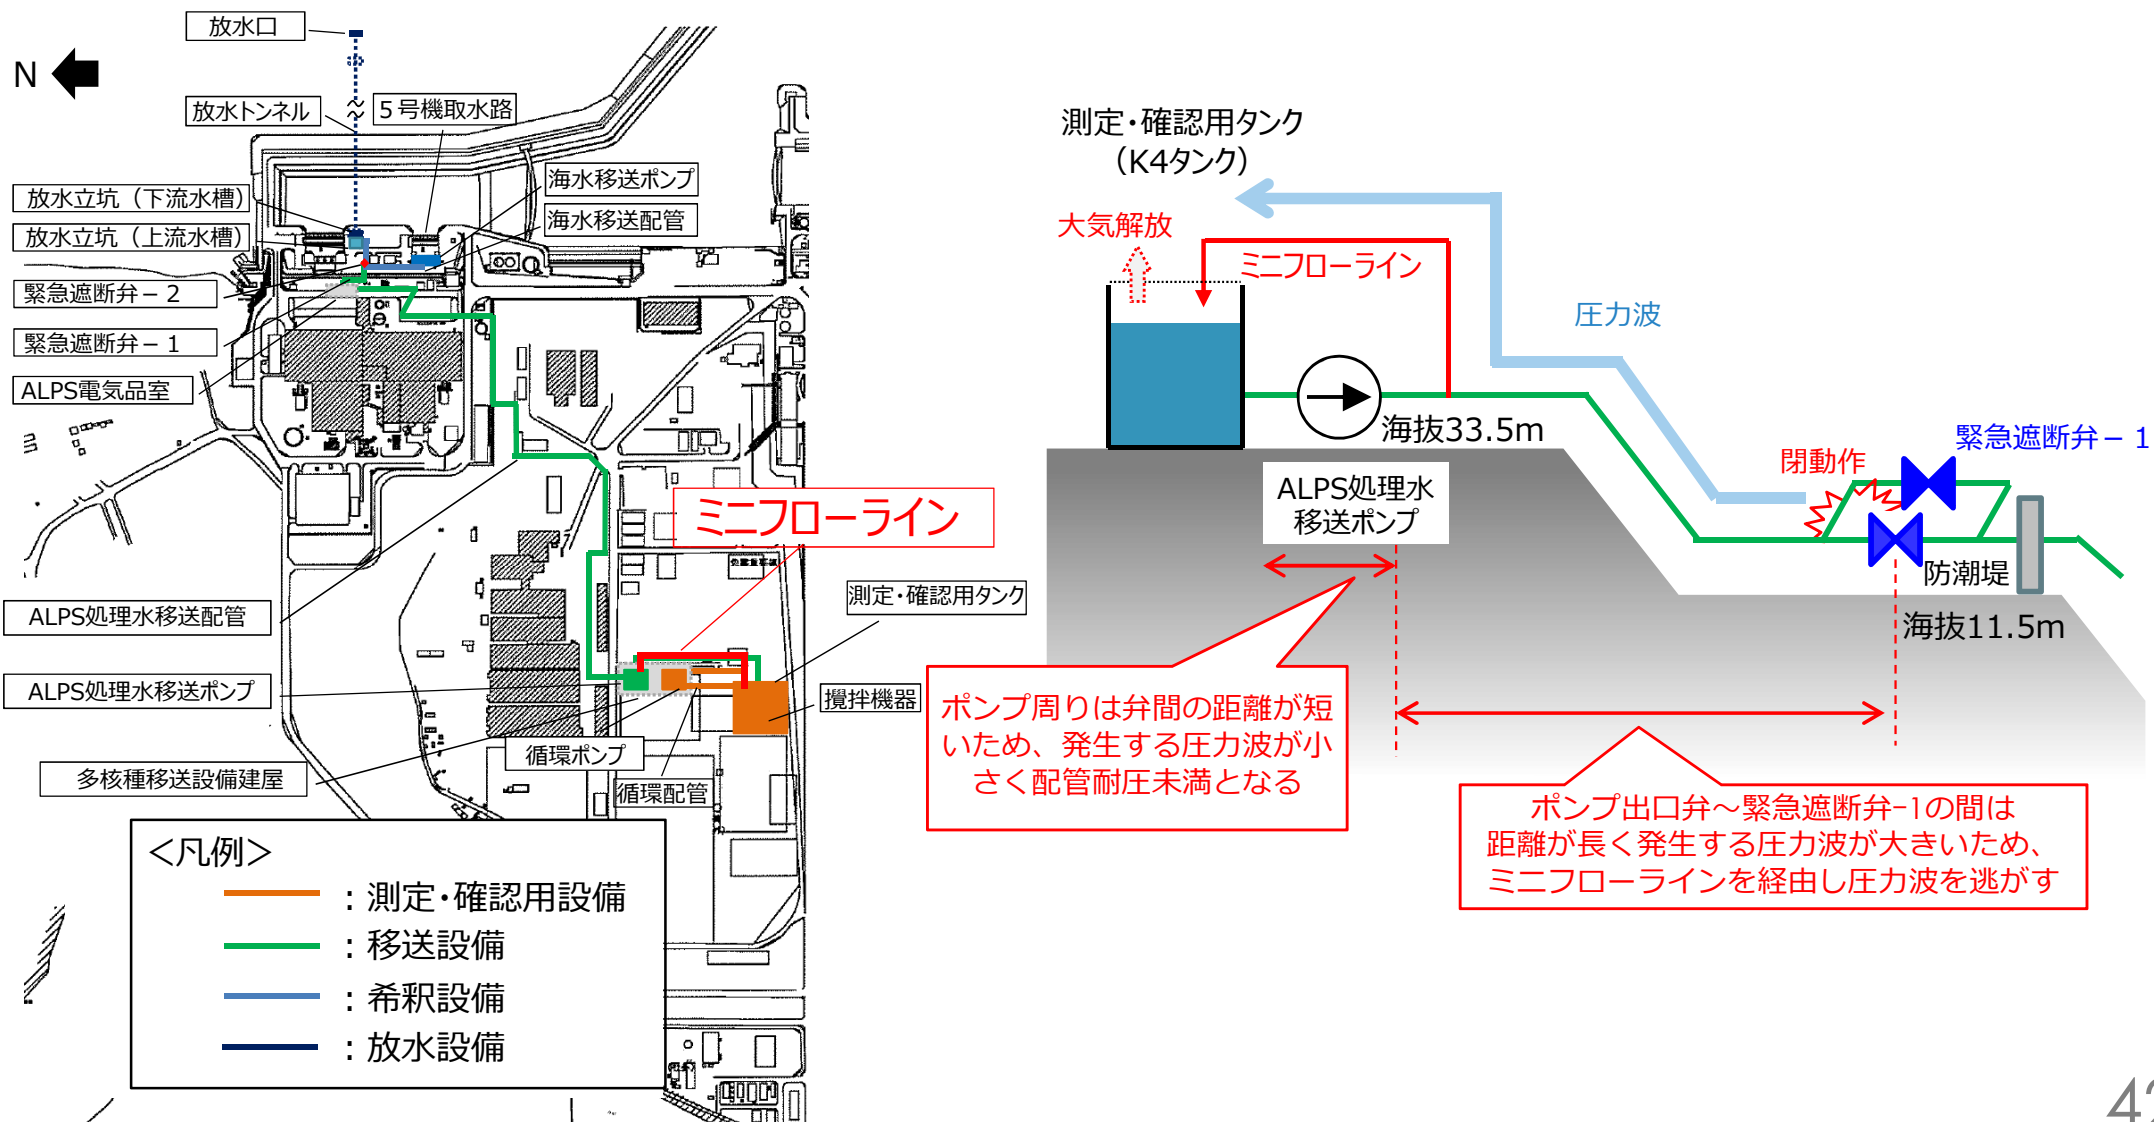 放水口
N
放水トンネル
5号機取水路
海水移送ポンプ
放水立坑（下流水槽）
海水移送配管
放水立坑（上流水槽）
緊急遮断弁－2
緊急遮断弁－1
ALPS電気品室
ミニフローライン
測定・確認用タンク
ALPS処理水移送配管
ALPS処理水移送ポンプ
攪拌機器
循環ポンプ
多核種移送設備建屋
循環配管
＜凡例＞
：測定・確認用設備
：移送設備
：希釈設備
：放水設備
測定・確認用タンク
（K4タンク）
大気解放
ミニフローライン
圧力波
海抜33.5m
緊急遮断弁－1
閉動作
ALPS処理水
移送ポンプ
防潮堤
海抜11.5m
ポンプ周りは弁間の距離が短
いため、発生する圧力波が小
さく配管耐圧未満となる
ポンプ出口弁～緊急遮断弁-1の間は
距離が長く発生する圧力波が大きいため、
ミニフローラインを経由し圧力波を逃がす